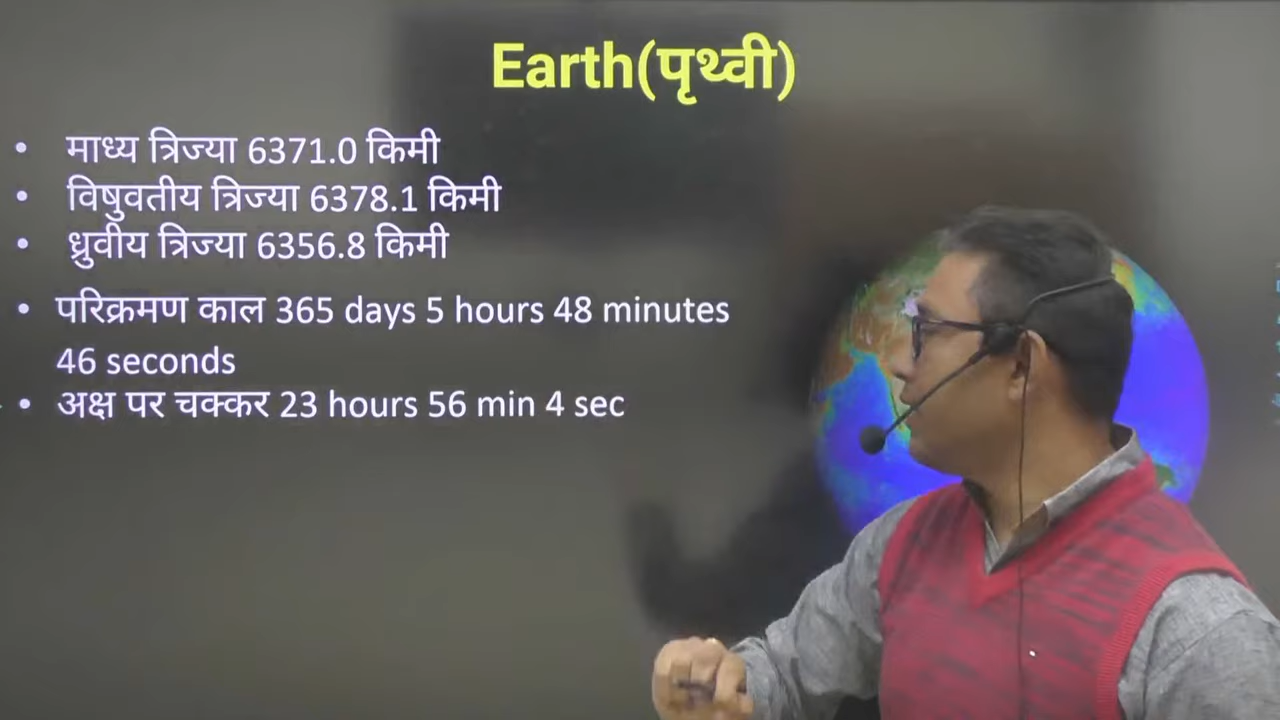 Earth(पृथ्वी)
• माध्य त्रिज्या 6371.0 किमी
• विषुवतीय त्रिज्या 6378.1 किमी
• ध्रुवीय त्रिज्या 6356.8 किमी
• परिक्रमण काल 365 days 5 hours 48 minutes
46 seconds
• अक्ष पर चक्कर 23 hours 56 min 4 sec